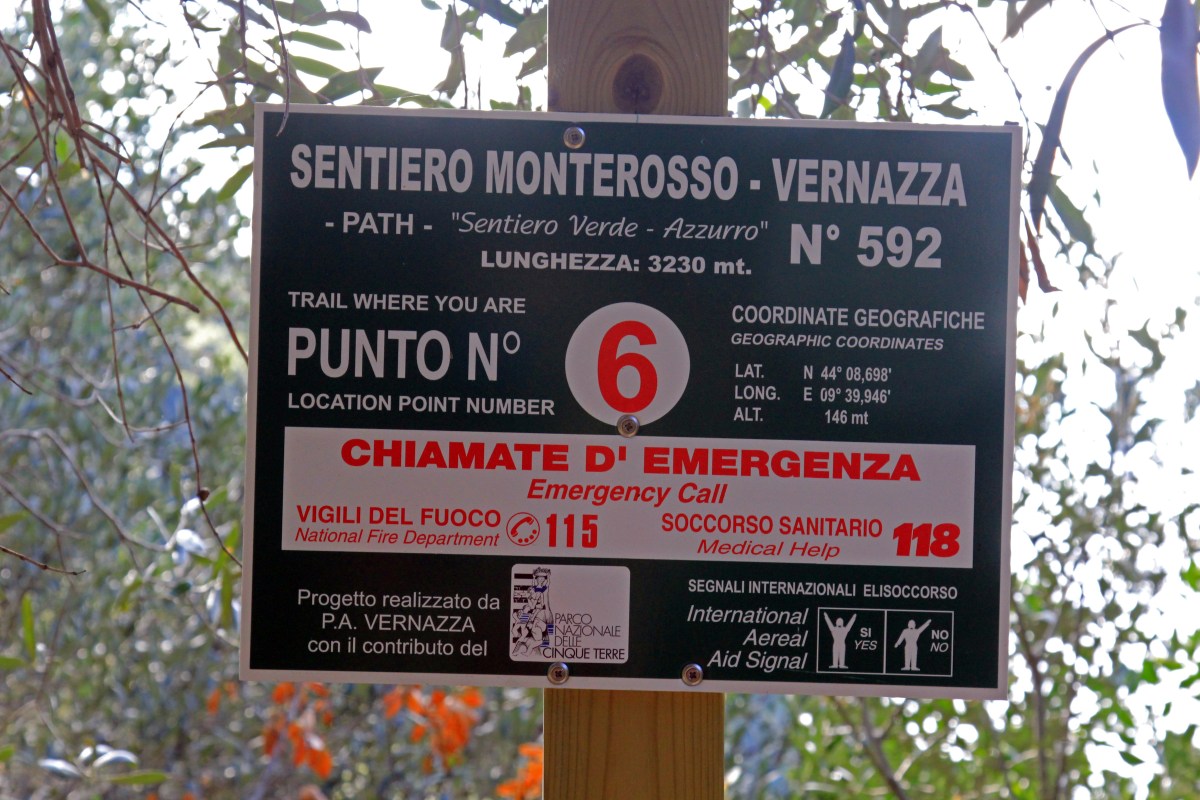 SENTIERO MONTEROSSO - VERNAZZA
- PATH - "Sentiero Verde - Azzurro" N° 592
LUNGHEZZA: 3230 mt.
TRAIL WHERE YOU ARE
PUNTO N° 6
LOCATION POINT NUMBER
COORDINATE GEOGRAFICHE
GEOGRAPHIC COORDINATES
LAT. N 44° 08,698'
LONG. E 09° 39,946'
ALT. 146 mt
CHIAMATE D' EMERGENZA
Emergency Call
VIGILI DEL FUOCO 115
National Fire Department
SOCCORSO SANITARIO 118
Medical Help
Progetto realizzato da
P.A. VERNAZZA
con il contributo del
PARCO
NAZIONALE
DELLE
CINQUE TERRE
SEGNALI INTERNAZIONALI ELISOCCORSO
International
Aereal
Aid Signal
SI
YES
NO
NO